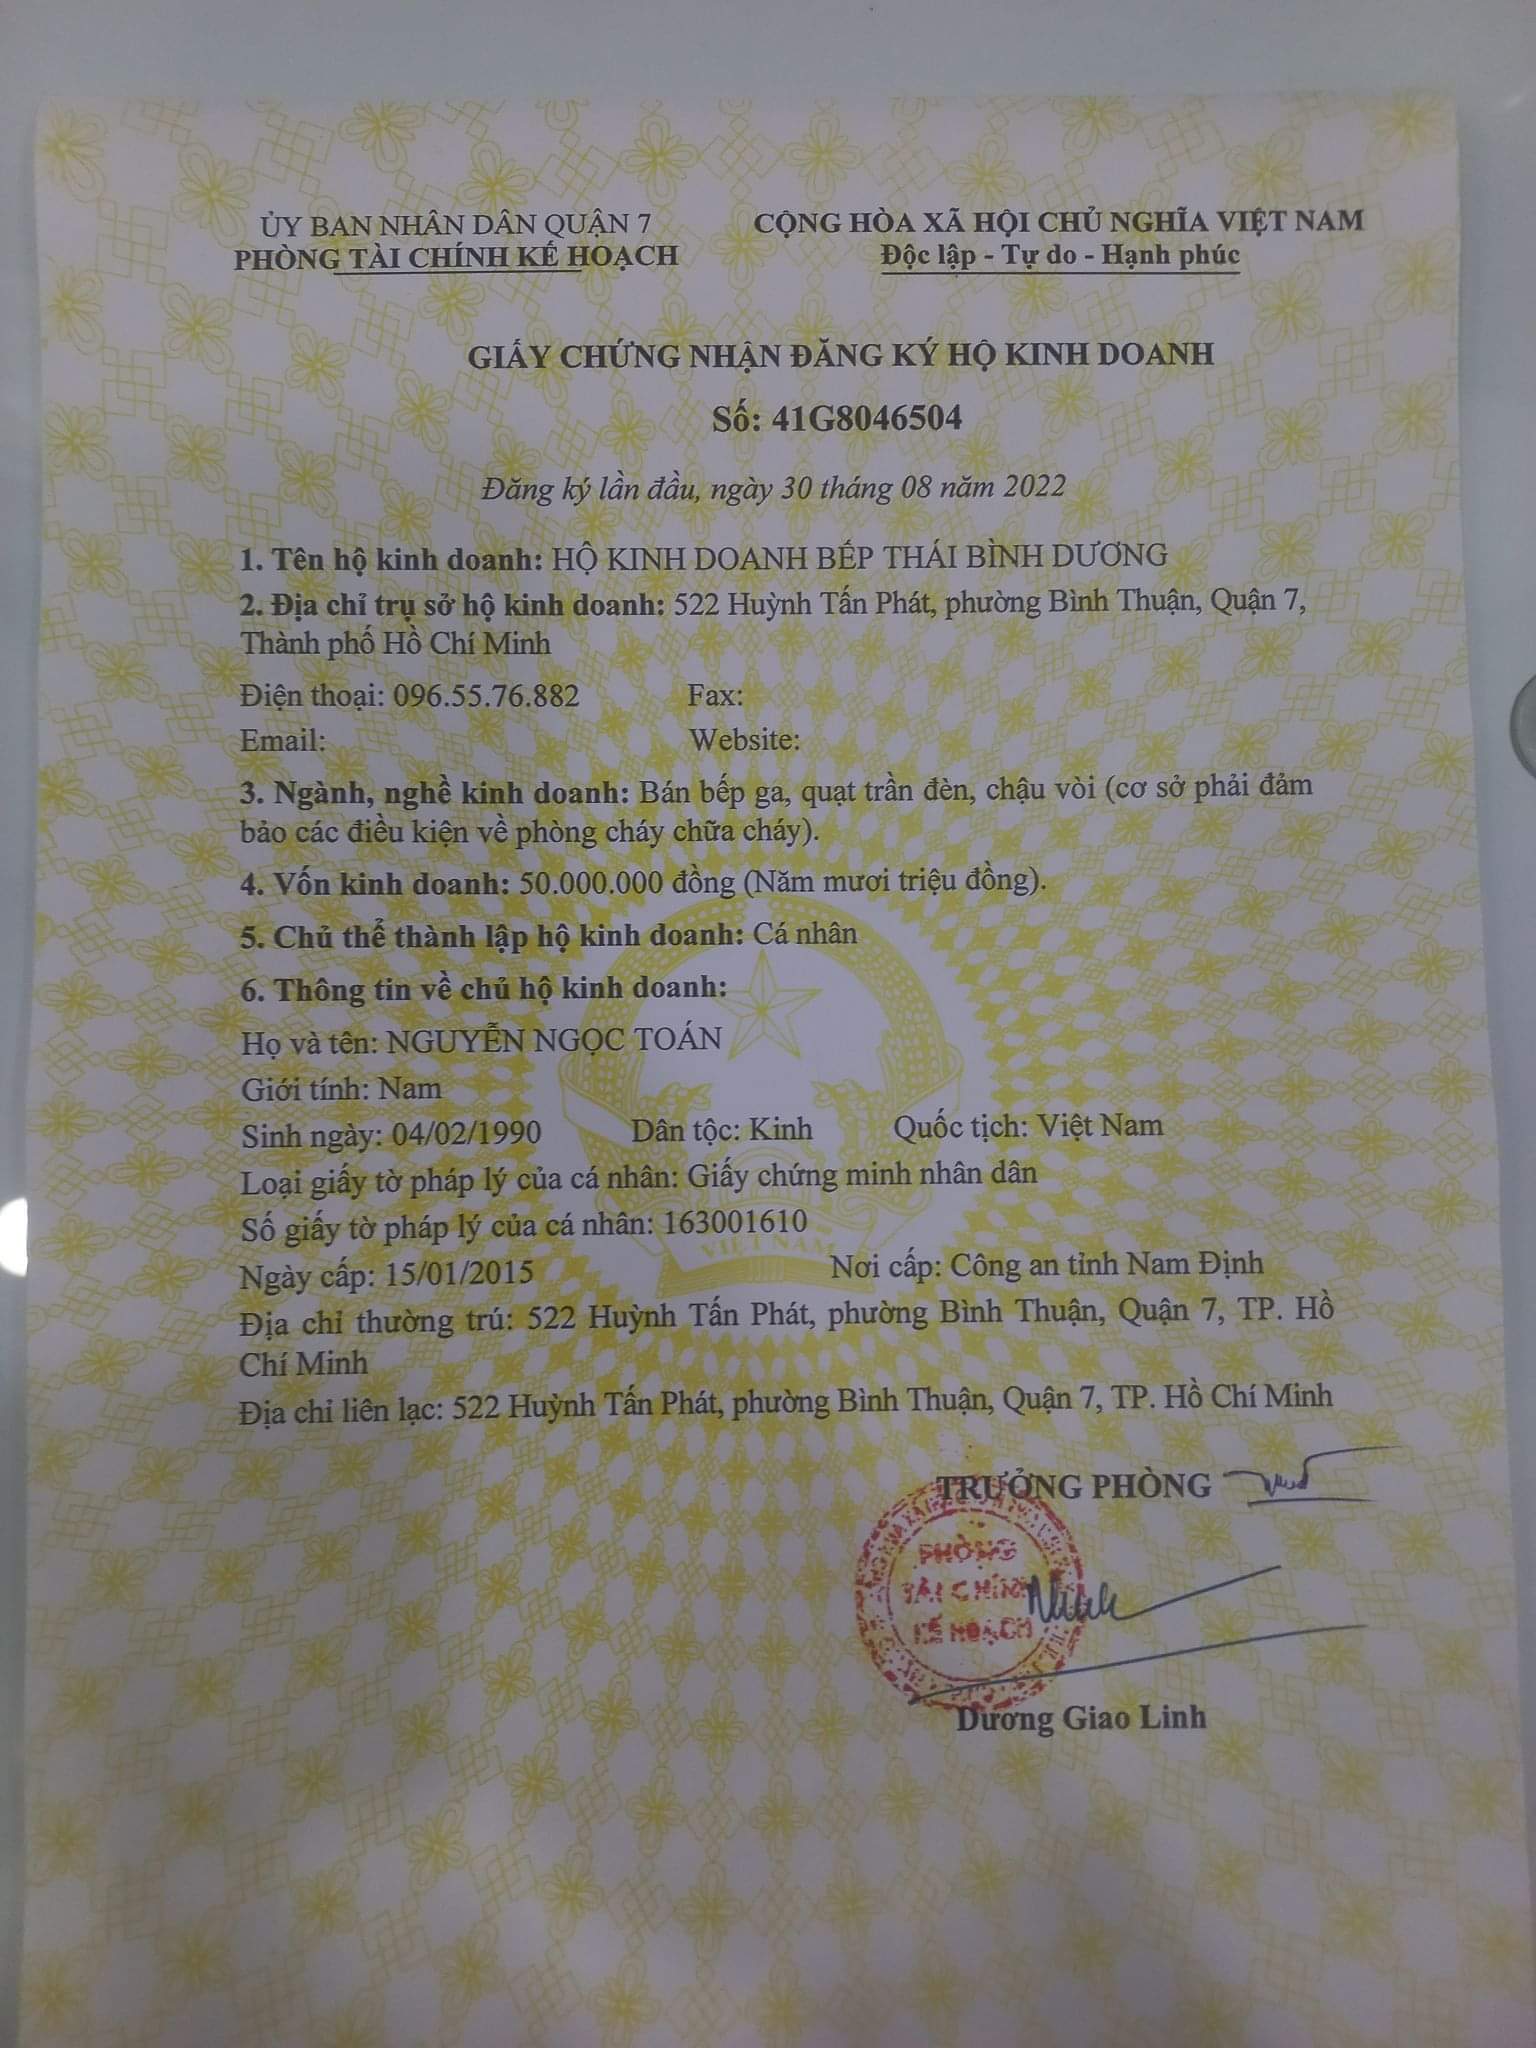 ỦY BAN NHÂN DÂN QUẬN 7
PHÒNG TÀI CHÍNH KẾ HOẠCH
CỘNG HÒA XÃ HỘI CHỦ NGHĨA VIỆT NAM
Độc lập - Tự do - Hạnh phúc
GIẤY CHỨNG NHẬN ĐĂNG KÝ HỘ KINH DOANH
Số: 41G8046504
Đăng ký lần đầu, ngày 30 tháng 08 năm 2022
1. Tên hộ kinh doanh: HỘ KINH DOANH BẾP THÁI BÌNH DƯƠNG
2. Địa chỉ trụ sở hộ kinh doanh: 522 Huỳnh Tấn Phát, phường Bình Thuận, Quận 7,
Thành phố Hồ Chí Minh
Điện thoại: 096.55.76.882 Fax:
Email: Website:
3. Ngành, nghề kinh doanh: Bán bếp ga, quạt trần đèn, chậu vòi (cơ sở phải đảm
bảo các điều kiện về phòng cháy chữa cháy).
4. Vốn kinh doanh: 50.000.000 đồng (Năm mươi triệu đồng).
5. Chủ thể thành lập hộ kinh doanh: Cá nhân
6. Thông tin về chủ hộ kinh doanh:
Họ và tên: NGUYỄN NGỌC TOÁN
Giới tính: Nam
Sinh ngày: 04/02/1990 Dân tộc: Kinh Quốc tịch: Việt Nam
Loại giấy tờ pháp lý của cá nhân: Giấy chứng minh nhân dân
Số giấy tờ pháp lý của cá nhân: 163001610
VIỆT NAM
Ngày cấp: 15/01/2015 Nơi cấp: Công an tỉnh Nam Định
Địa chỉ thường trú: 522 Huỳnh Tấn Phát, phường Bình Thuận, Quận 7, TP. Hồ
Chí Minh
Địa chỉ liên lạc: 522 Huỳnh Tấn Phát, phường Bình Thuận, Quận 7, TP. Hồ Chí Minh
TRƯỞNG PHÒNG
PHÒNG
TÀI CHÍNH
KẾ HOẠCH
Dương Giao Linh